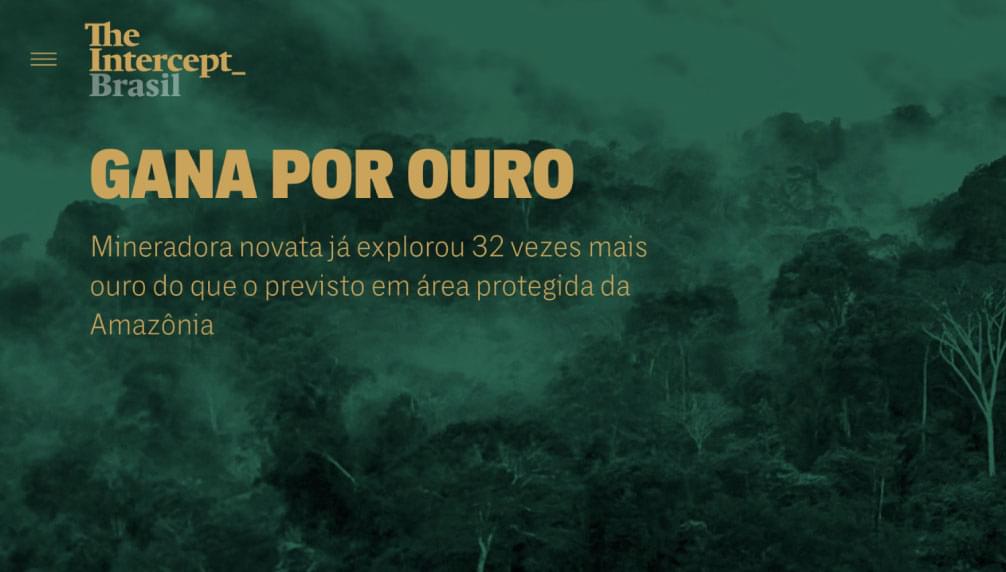 The
Intercept_
Brasil
GANA POR OURO
Mineradora novata já explorou 32 vezes mais
ouro do que o previsto em área protegida da
Amazônia